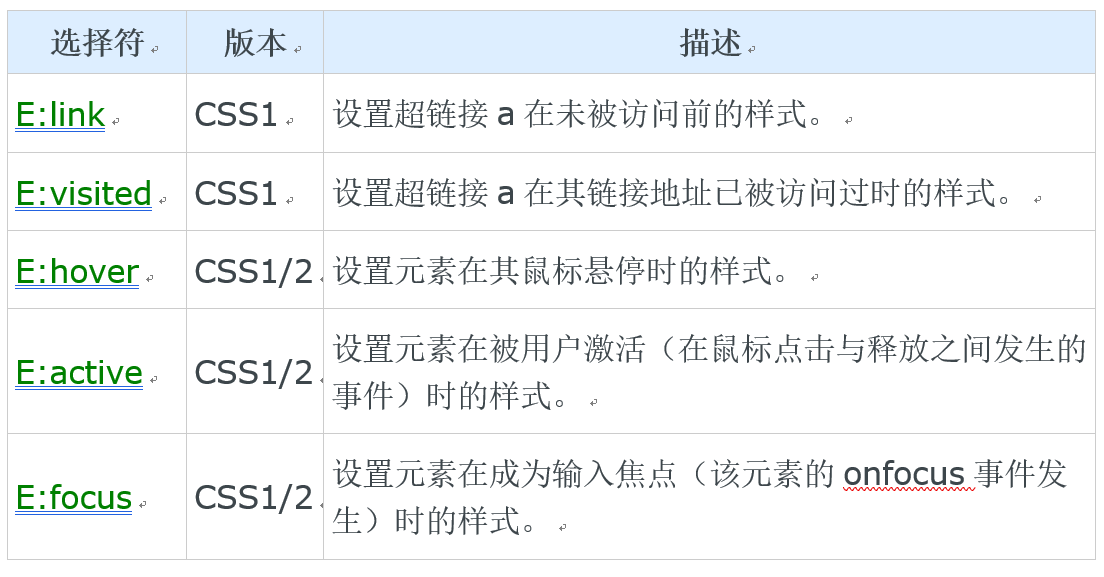 选择符 版本 描述
E:link CSS1 设置超链接 a 在未被访问前的样式。
E:visited CSS1 设置超链接 a 在其链接地址已被访问过时的样式。
E:hover CSS1/2 设置元素在其鼠标悬停时的样式。
E:active CSS1/2 设置元素在被用户激活（在鼠标点击与释放之间发生的
事件）时的样式。
E:focus CSS1/2 设置元素在成为输入焦点（该元素的 onfocus 事件发
生）时的样式。